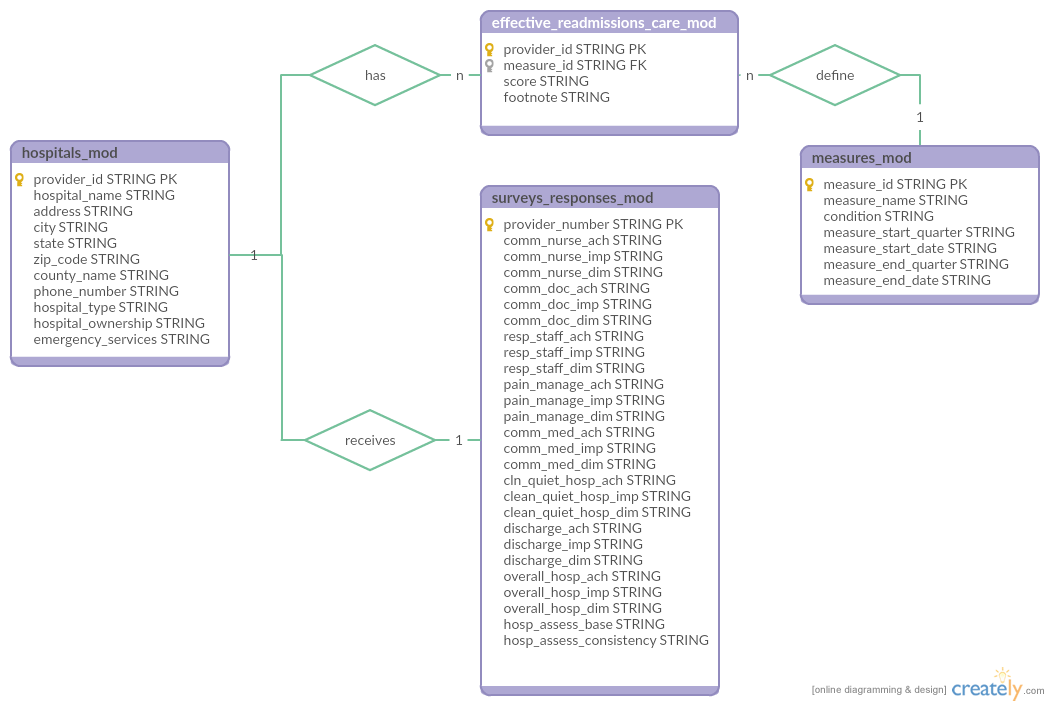 effective_readmissions_care_mod
provider_id STRING PK
measure_id STRING FK
score STRING
footnote STRING
has
n
n
define
1
hospitals_mod
provider_id STRING PK
hospital_name STRING
address STRING
city STRING
state STRING
zip_code STRING
county_name STRING
phone_number STRING
hospital_type STRING
hospital_ownership STRING
emergency_services STRING
1
measures_mod
measure_id STRING PK
measure_name STRING
condition STRING
measure_start_quarter STRING
measure_start_date STRING
measure_end_quarter STRING
measure_end_date STRING
surveys_responses_mod
provider_number STRING PK
comm_nurse_ach STRING
comm_nurse_imp STRING
comm_nurse_dim STRING
comm_doc_ach STRING
comm_doc_imp STRING
comm_doc_dim STRING
resp_staff_ach STRING
resp_staff_imp STRING
resp_staff_dim STRING
pain_manage_ach STRING
pain_manage_imp STRING
pain_manage_dim STRING
comm_med_ach STRING
comm_med_imp STRING
comm_med_dim STRING
cln_quiet_hosp_ach STRING
clean_quiet_hosp_imp STRING
clean_quiet_hosp_dim STRING
discharge_ach STRING
discharge_imp STRING
discharge_dim STRING
overall_hosp_ach STRING
overall_hosp_imp STRING
overall_hosp_dim STRING
hosp_assess_base STRING
hosp_assess_consistency STRING
receives
1
[online diagramming & design] creately.com